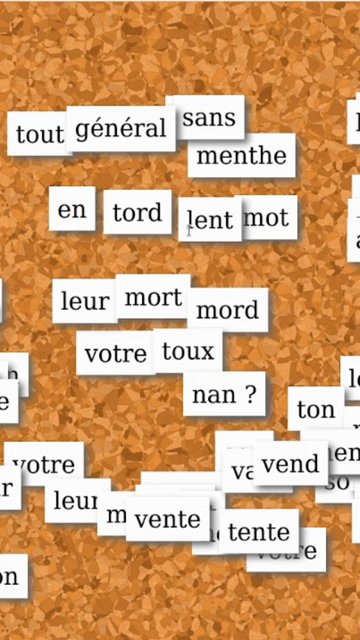 tout général sans
menthe
en tord lent mot
leur mort mord
votre toux
nan ?
ton
votre vend
leur
vente tente
votre